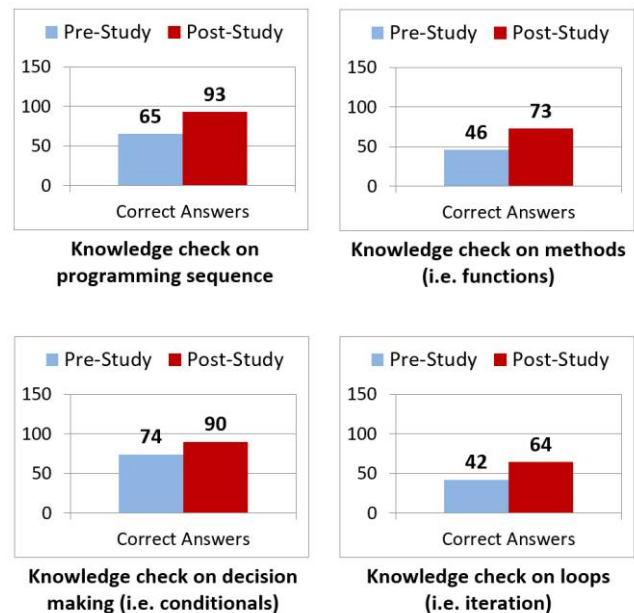 Pre-Study Post-Study
150
100
50
0
65
93
Correct Answers
Knowledge check on
programming sequence
Pre-Study Post-Study
150
100
50
0
46
73
Correct Answers
Knowledge check on methods
(i.e. functions)
Pre-Study Post-Study
150
100
50
0
74
90
Correct Answers
Knowledge check on decision
making (i.e. conditionals)
Pre-Study Post-Study
150
100
50
0
42
64
Correct Answers
Knowledge check on loops
(i.e. iteration)